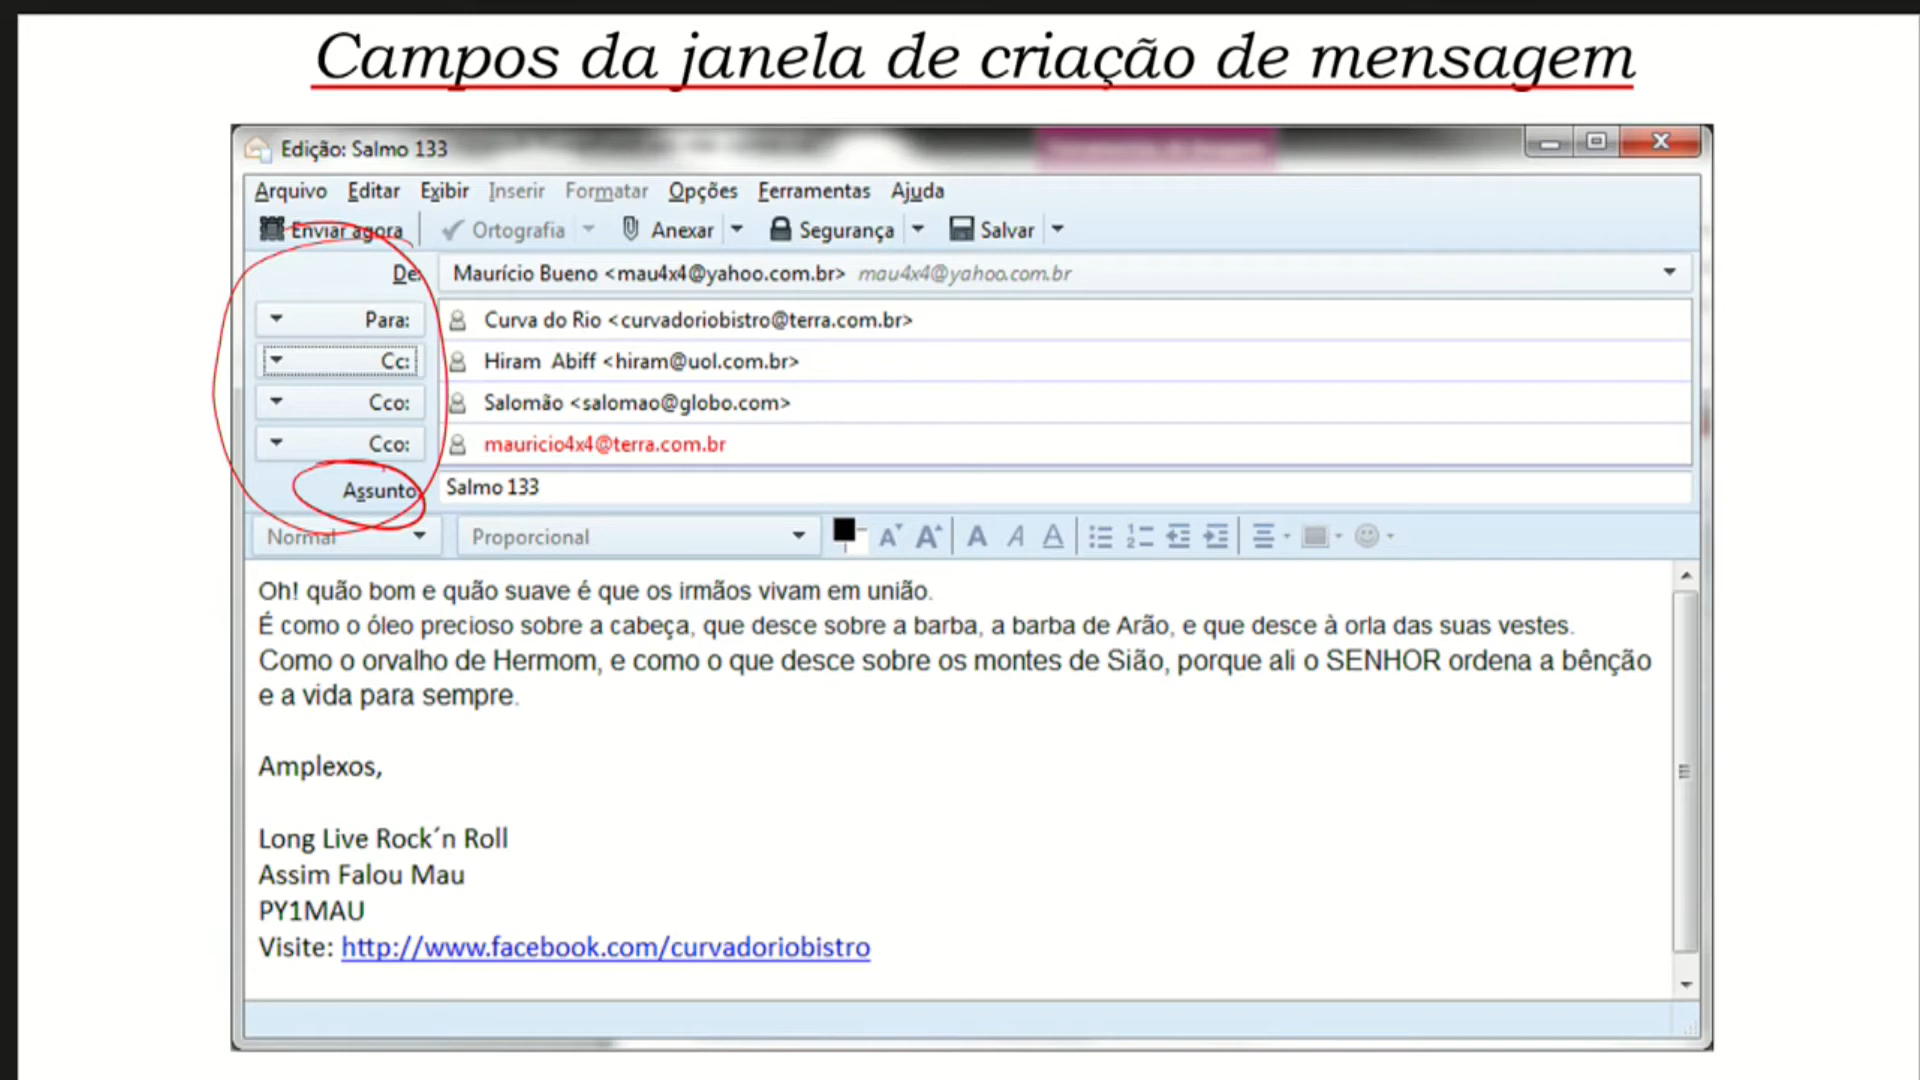 Campos da janela de criação de mensagem
Edição: Salmo 133
Arquivo Editar Exibir Inserir Formatar Opções Ferramentas Ajuda
Enviar agora Ortografia Anexar Segurança Salvar
De: Maurício Bueno <mau4x4@yahoo.com.br> mau4x4@yahoo.com.br
Para: Curva do Rio <curvadoriobistro@terra.com.br>
Cc: Hiram Abiff <hiram@uol.com.br>
Cco: Salomão <salomao@globo.com>
Cco: mauricio4x4@terra.com.br
Assunto: Salmo 133
Normal Proporcional
Oh! quão bom e quão suave é que os irmãos vivam em união.
É como o óleo precioso sobre a cabeça, que desce sobre a barba, a barba de Arão, e que desce à orla das suas vestes.
Como o orvalho de Hermom, e como o que desce sobre os montes de Sião, porque ali o SENHOR ordena a bênção
e a vida para sempre.
Amplexos,
Long Live Rock´n Roll
Assim Falou Mau
PY1MAU
Visite: http://www.facebook.com/curvadoriobistro